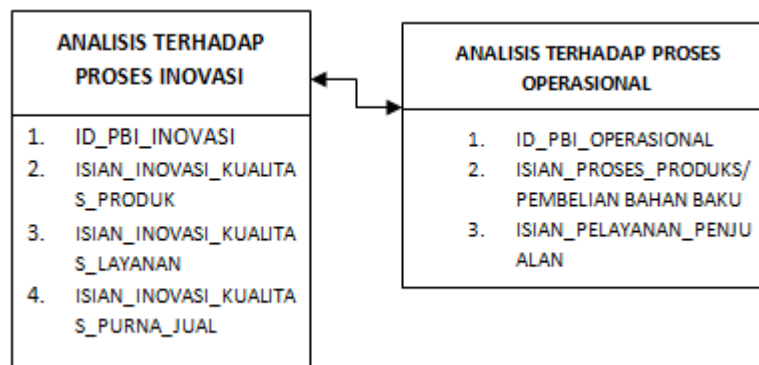 ANALISIS TERHADAP
PROSES INOVASI
1. ID_PBI_INOVASI
2. ISIAN_INOVASI_KUALITA
S_PRODUK
3. ISIAN_INOVASI_KUALITA
S_LAYANAN
4. ISIAN_INOVASI_KUALITA
S_PURNA_JUAL
ANALISIS TERHADAP PROSES
OPERASIONAL
1. ID_PBI_OPERASIONAL
2. ISIAN_PROSES_PRODUKS/
PEMBELIAN BAHAN BAKU
3. ISIAN_PELAYANAN_PENJU
ALAN